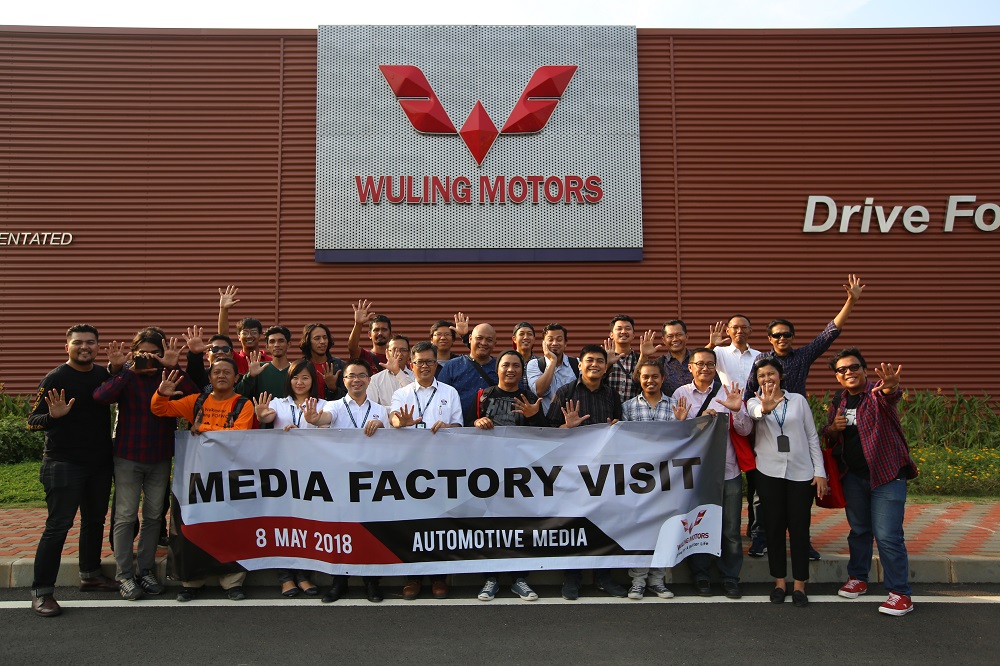 WULING MOTORS
ENTATED
Drive Fo
MEDIA FACTORY VISIT
8 MAY 2018
AUTOMOTIVE MEDIA
WULING MOTORS